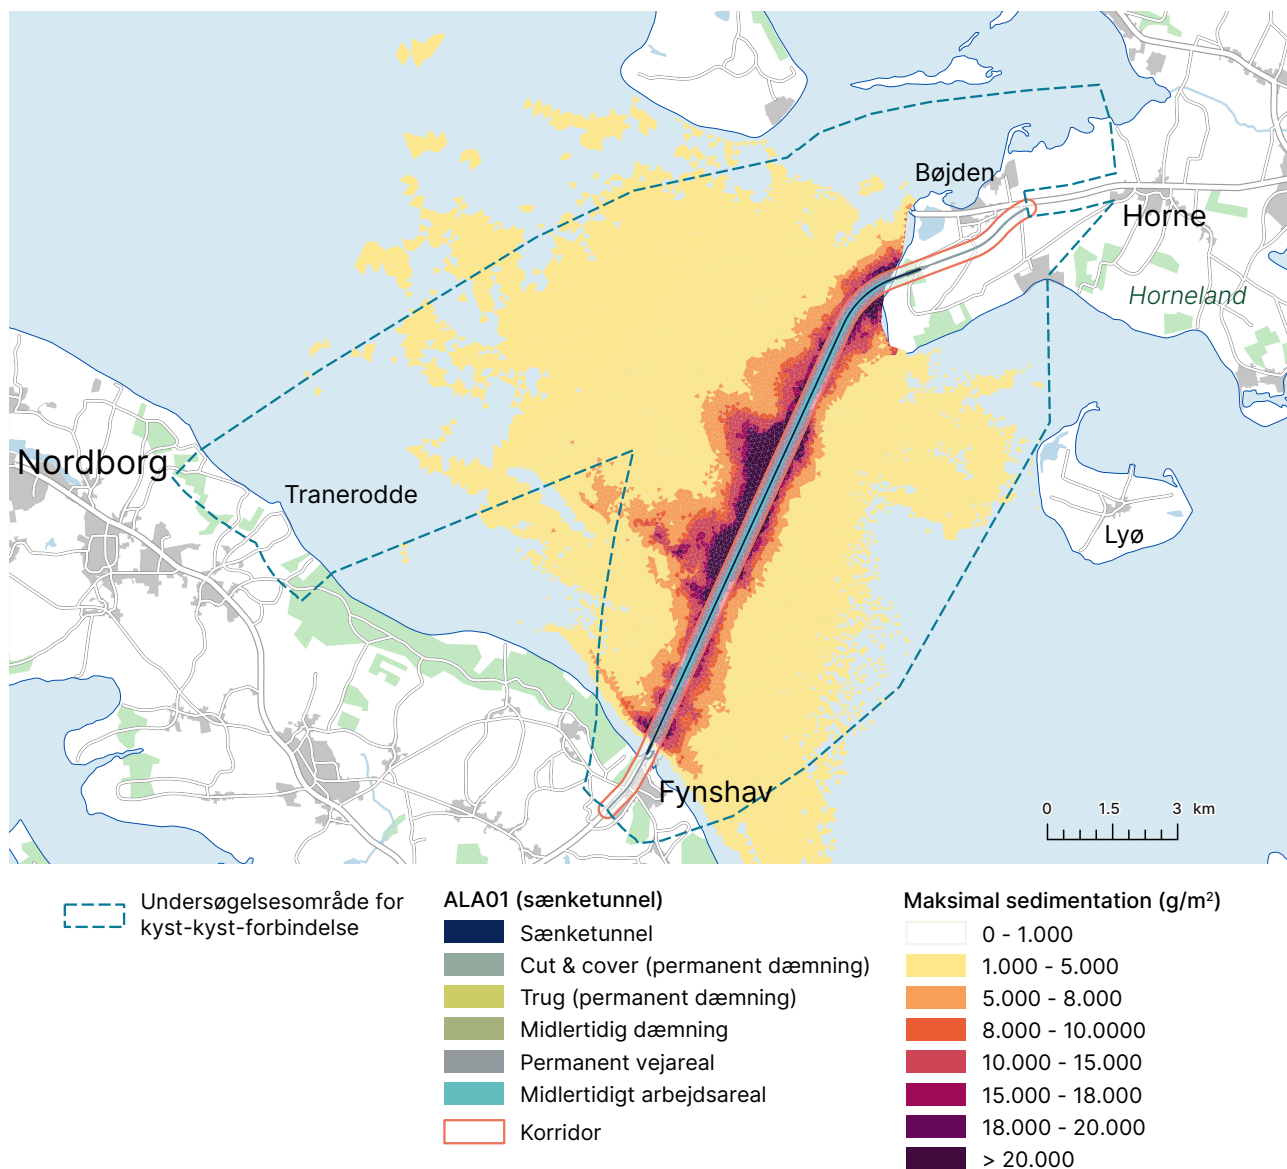 Bøjden
Horne
Horneland
Nordborg
Tranerodde
Lyø
Fynshav
0 1.5 3 km
Undersøgelsesområde for
kyst-kyst-forbindelse
ALA01 (sænketunnel)
Sænketunnel
Cut & cover (permanent dæmning)
Trug (permanent dæmning)
Midlertidig dæmning
Permanent vejareal
Midlertidigt arbejdsareal
Korridor
Maksimal sedimentation (g/m²)
0 - 1.000
1.000 - 5.000
5.000 - 8.000
8.000 - 10.0000
10.000 - 15.000
15.000 - 18.000
18.000 - 20.000
> 20.000